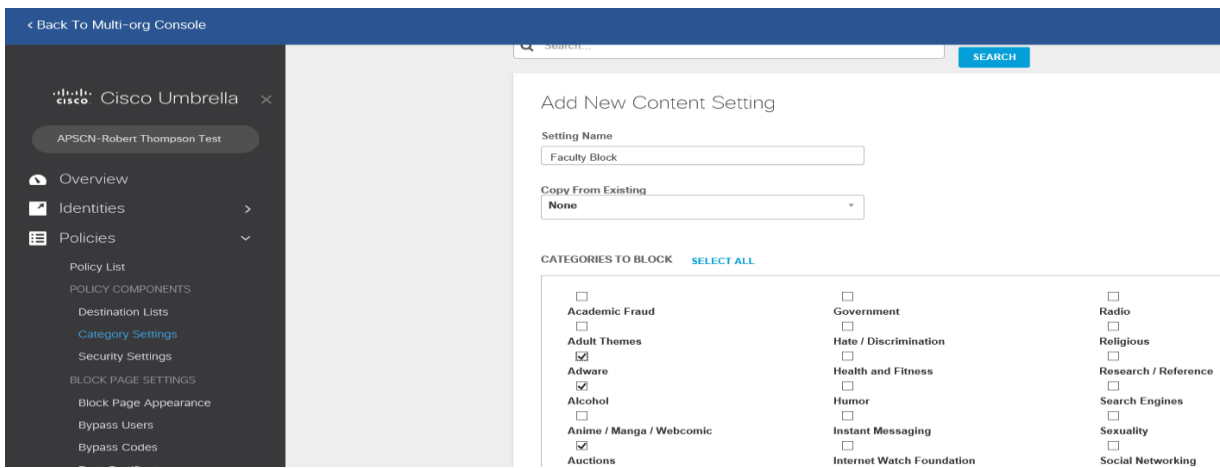 < Back To Multi-org Console
Search...
SEARCH
cisco Cisco Umbrella ×
APSCN-Robert Thompson Test
Overview
Identities
Policies
Policy List
POLICY COMPONENTS
Destination Lists
Category Settings
Security Settings
BLOCK PAGE SETTINGS
Block Page Appearance
Bypass Users
Bypass Codes
Add New Content Setting
Setting Name
Faculty Block
Copy From Existing
None
CATEGORIES TO BLOCK SELECT ALL
Academic Fraud Government Radio
Adult Themes Hate / Discrimination Religious
Adware Health and Fitness Research / Reference
Alcohol Humor Search Engines
Anime / Manga / Webcomic Instant Messaging Sexuality
Auctions Internet Watch Foundation Social Networking